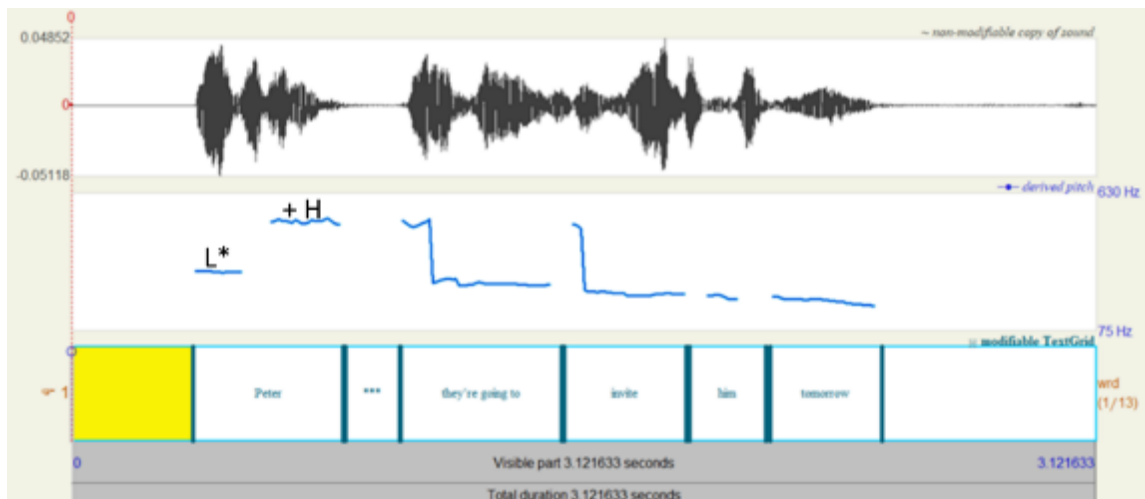 0
0.04852
~ non-modifiable copy of sound
0
-0.05118
derived pitch
630 Hz
+ H
L*
75 Hz
modifiable TextGrid
1
Peter
***
they're going to
invite
him
tomorrow
wrd
(1/13)
0
Visible part 3.121633 seconds
3.121633
Total duration 3.121633 seconds